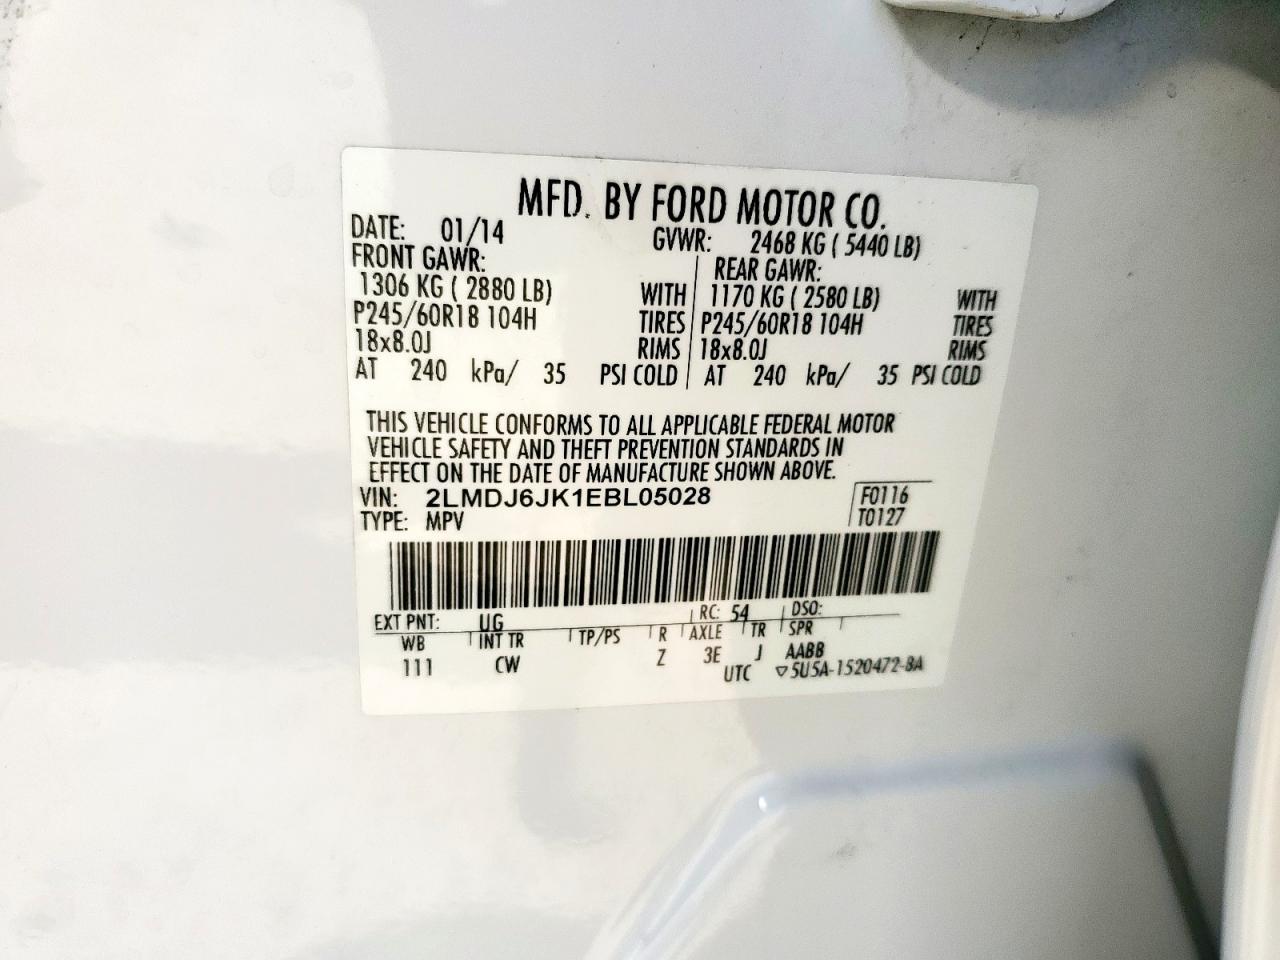 MFD. BY FORD MOTOR CO.
DATE: 01/14 GVWR: 2468 KG ( 5440 LB)
FRONT GAWR: REAR GAWR:
1306 KG ( 2880 LB) WITH 1170 KG ( 2580 LB) WITH
P245/60R18 104H TIRES P245/60R18 104H TIRES
18x8.0J RIMS 18x8.0J RIMS
AT 240 kPa/ 35 PSI COLD AT 240 kPa/ 35 PSI COLD
THIS VEHICLE CONFORMS TO ALL APPLICABLE FEDERAL MOTOR
VEHICLE SAFETY AND THEFT PREVENTION STANDARDS IN
EFFECT ON THE DATE OF MANUFACTURE SHOWN ABOVE.
VIN: 2LMDJ6JK1EBL05028 F0116
TYPE: MPV T0127
EXT PNT: UG RC: 54 DSO:
WB INT TR TP/PS R AXLE TR SPR
111 CW Z 3E J AABB
UTC ▽5U5A-1520472-BA